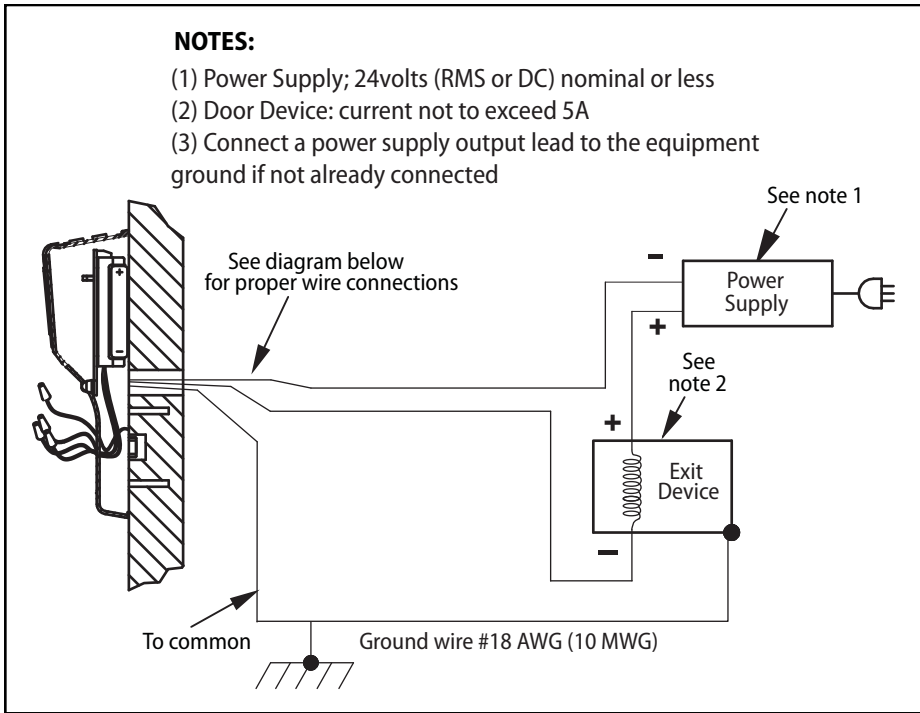 NOTES:
(1) Power Supply; 24volts (RMS or DC) nominal or less
(2) Door Device: current not to exceed 5A
(3) Connect a power supply output lead to the equipment
ground if not already connected
See note 1
See diagram below
for proper wire connections
–
Power
Supply
+
+
–
See
note 2
+
Exit
Device
–
To common
Ground wire #18 AWG (10 MWG)